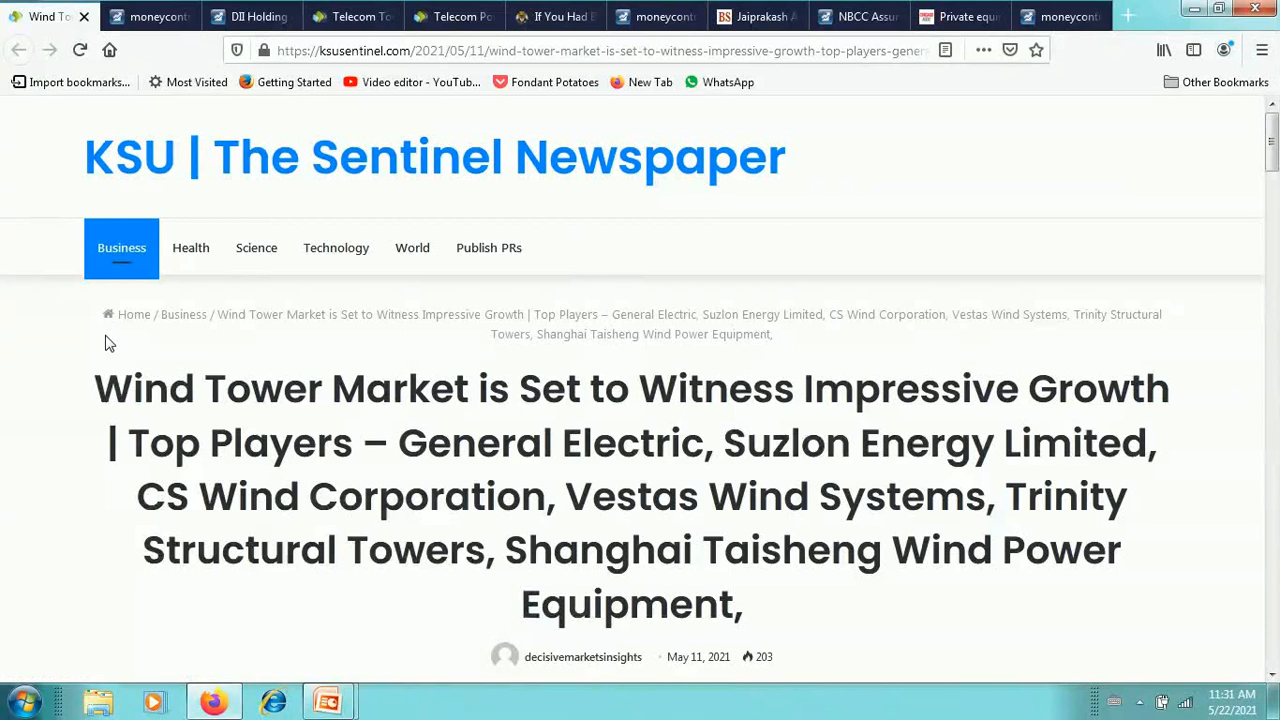 Wind To
moneycont
DII Holding
Telecom To
Telecom Po
If You Had
moneycont
Jaiprakash
NBCC Assu
Private equ
moneycont
https://ksusentinel.com/2021/05/11/wind-tower-market-is-set-to-witness-impressive-growth-top-players-gener
Import bookmarks...
Most Visited
Getting Started
Video editor - YouTub...
Fondant Potatoes
New Tab
WhatsApp
Other Bookmarks
KSU | The Sentinel Newspaper
Business
Health
Science
Technology
World
Publish PRs
Home / Business / Wind Tower Market is Set to Witness Impressive Growth | Top Players – General Electric, Suzlon Energy Limited, CS Wind Corporation, Vestas Wind Systems, Trinity Structural
Towers, Shanghai Taisheng Wind Power Equipment,
Wind Tower Market is Set to Witness Impressive Growth
| Top Players – General Electric, Suzlon Energy Limited,
CS Wind Corporation, Vestas Wind Systems, Trinity
Structural Towers, Shanghai Taisheng Wind Power
Equipment,
decisivemarketsinsights
May 11, 2021
203
11:31 AM
5/22/2021